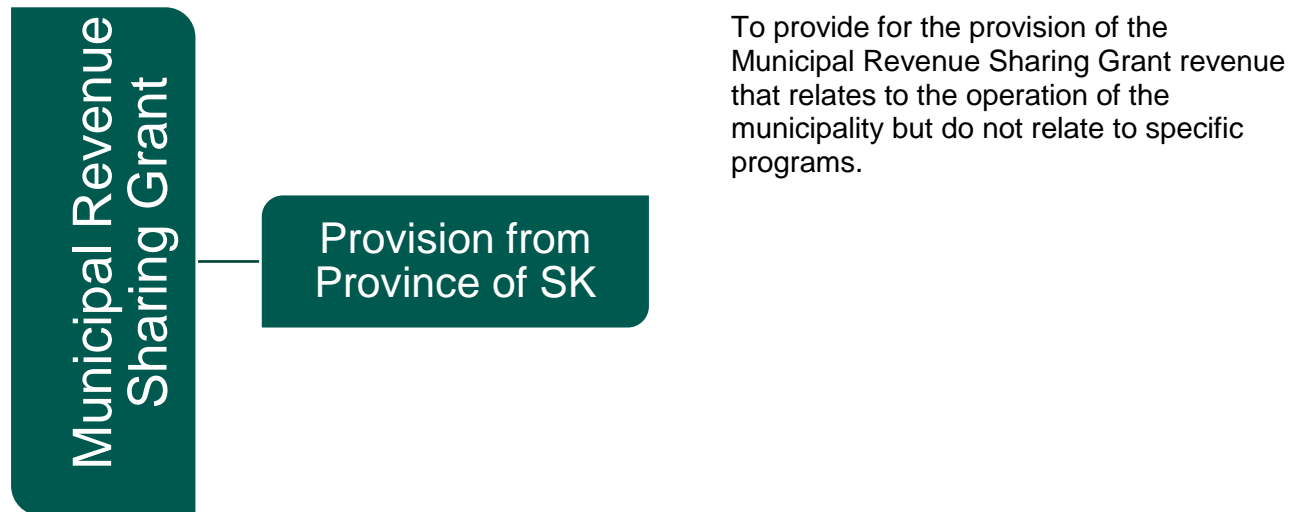 Municipal Revenue
Sharing Grant
Provision from
Province of SK
To provide for the provision of the
Municipal Revenue Sharing Grant revenue
that relates to the operation of the
municipality but do not relate to specific
programs.